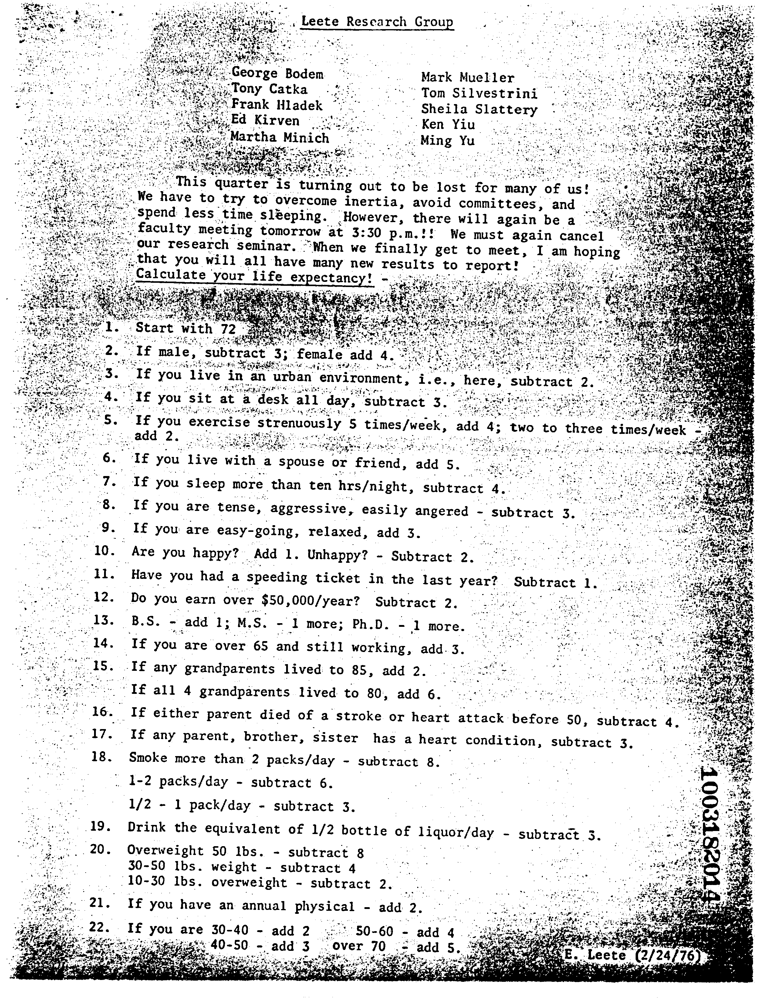 Leete Research Group
George Bodem
Tony Catka
Frank Hladek
Ed Kirven
Martha Minich
Mark Mueller
Tom Silvestrini
Sheila Slattery
Ken Yiu
Ming Yu
This quarter is turning out to be lost for many of us!
We have to try to overcome inertia, avoid committees, and
spend less time sleeping. However, there will again be a
faculty meeting tomorrow at 3:30 p.m.!! We must again cancel
our research seminar. When we finally get to meet, I am hoping
that you will all have many new results to report!
Calculate your life expectancy! -
1. Start with 72
2. If male, subtract 3; female add 4.
3. If you live in an urban environment, i.e., here, subtract 2.
4. If you sit at a desk all day, subtract 3.
5. If you exercise strenuously 5 times/week, add 4; two to three times/week -
add 2.
6. If you live with a spouse or friend, add 5.
7. If you sleep more than ten hrs/night, subtract 4.
8. If you are tense, aggressive, easily angered - subtract 3.
9. If you are easy-going, relaxed, add 3.
10. Are you happy? Add 1. Unhappy? - Subtract 2.
11. Have you had a speeding ticket in the last year? Subtract 1.
12. Do you earn over $50,000/year? Subtract 2.
13. B.S. - add 1; M.S. - 1 more; Ph.D. - 1 more.
14. If you are over 65 and still working, add 3.
15. If any grandparents lived to 85, add 2.
If all 4 grandparents lived to 80, add 6.
16. If either parent died of a stroke or heart attack before 50, subtract 4.
17. If any parent, brother, sister has a heart condition, subtract 3.
18. Smoke more than 2 packs/day - subtract 8.
1-2 packs/day - subtract 6.
1/2 - 1 pack/day - subtract 3.
19. Drink the equivalent of 1/2 bottle of liquor/day - subtract 3.
20. Overweight 50 lbs. - subtract 8
30-50 lbs. weight - subtract 4
10-30 lbs. overweight - subtract 2.
21. If you have an annual physical - add 2.
22. If you are 30-40 - add 2 50-60 - add 4
40-50 - add 3 over 70 - add 5.
E. Leete (2/24/76)
1003182014